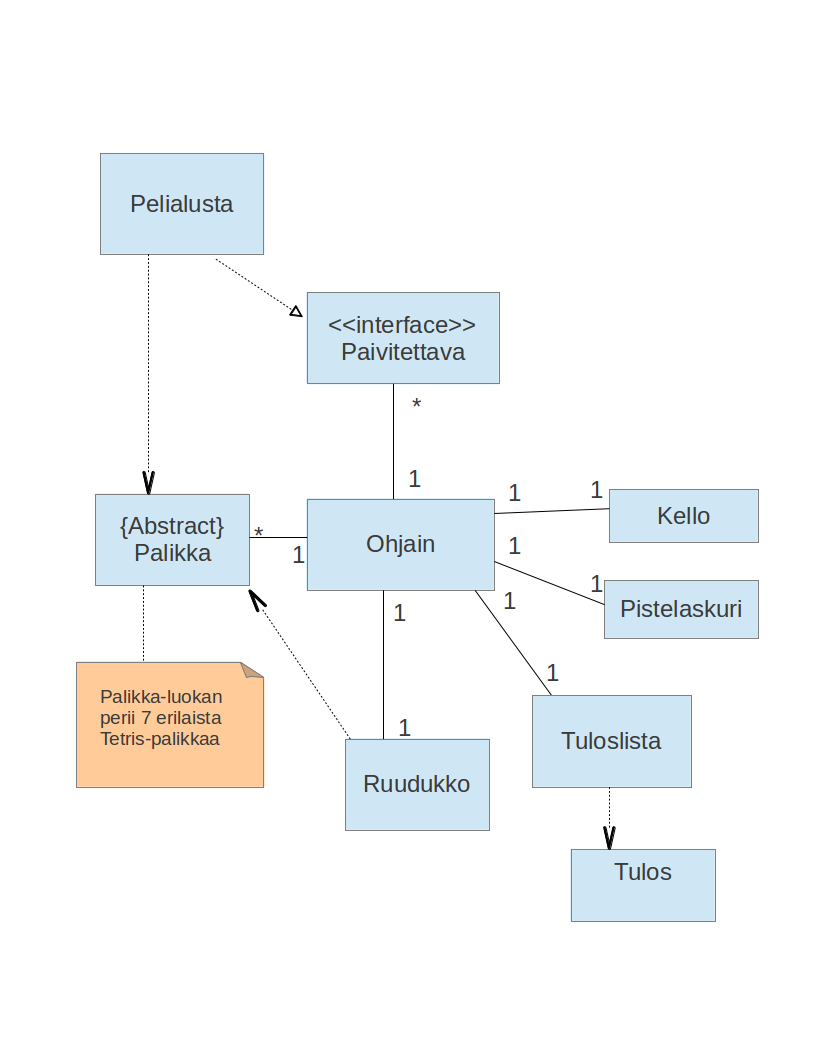 Pelialusta
<<interface>>
Paivitettava
*
1
{Abstract}
Palikka
*
1
Ohjain
1
1
Kello
1
1
Pistelaskuri
1
1
1
1
Palikka-luokan
perii 7 erilaista
Tetris-palikkaa
Ruudukko
Tuloslista
Tulos